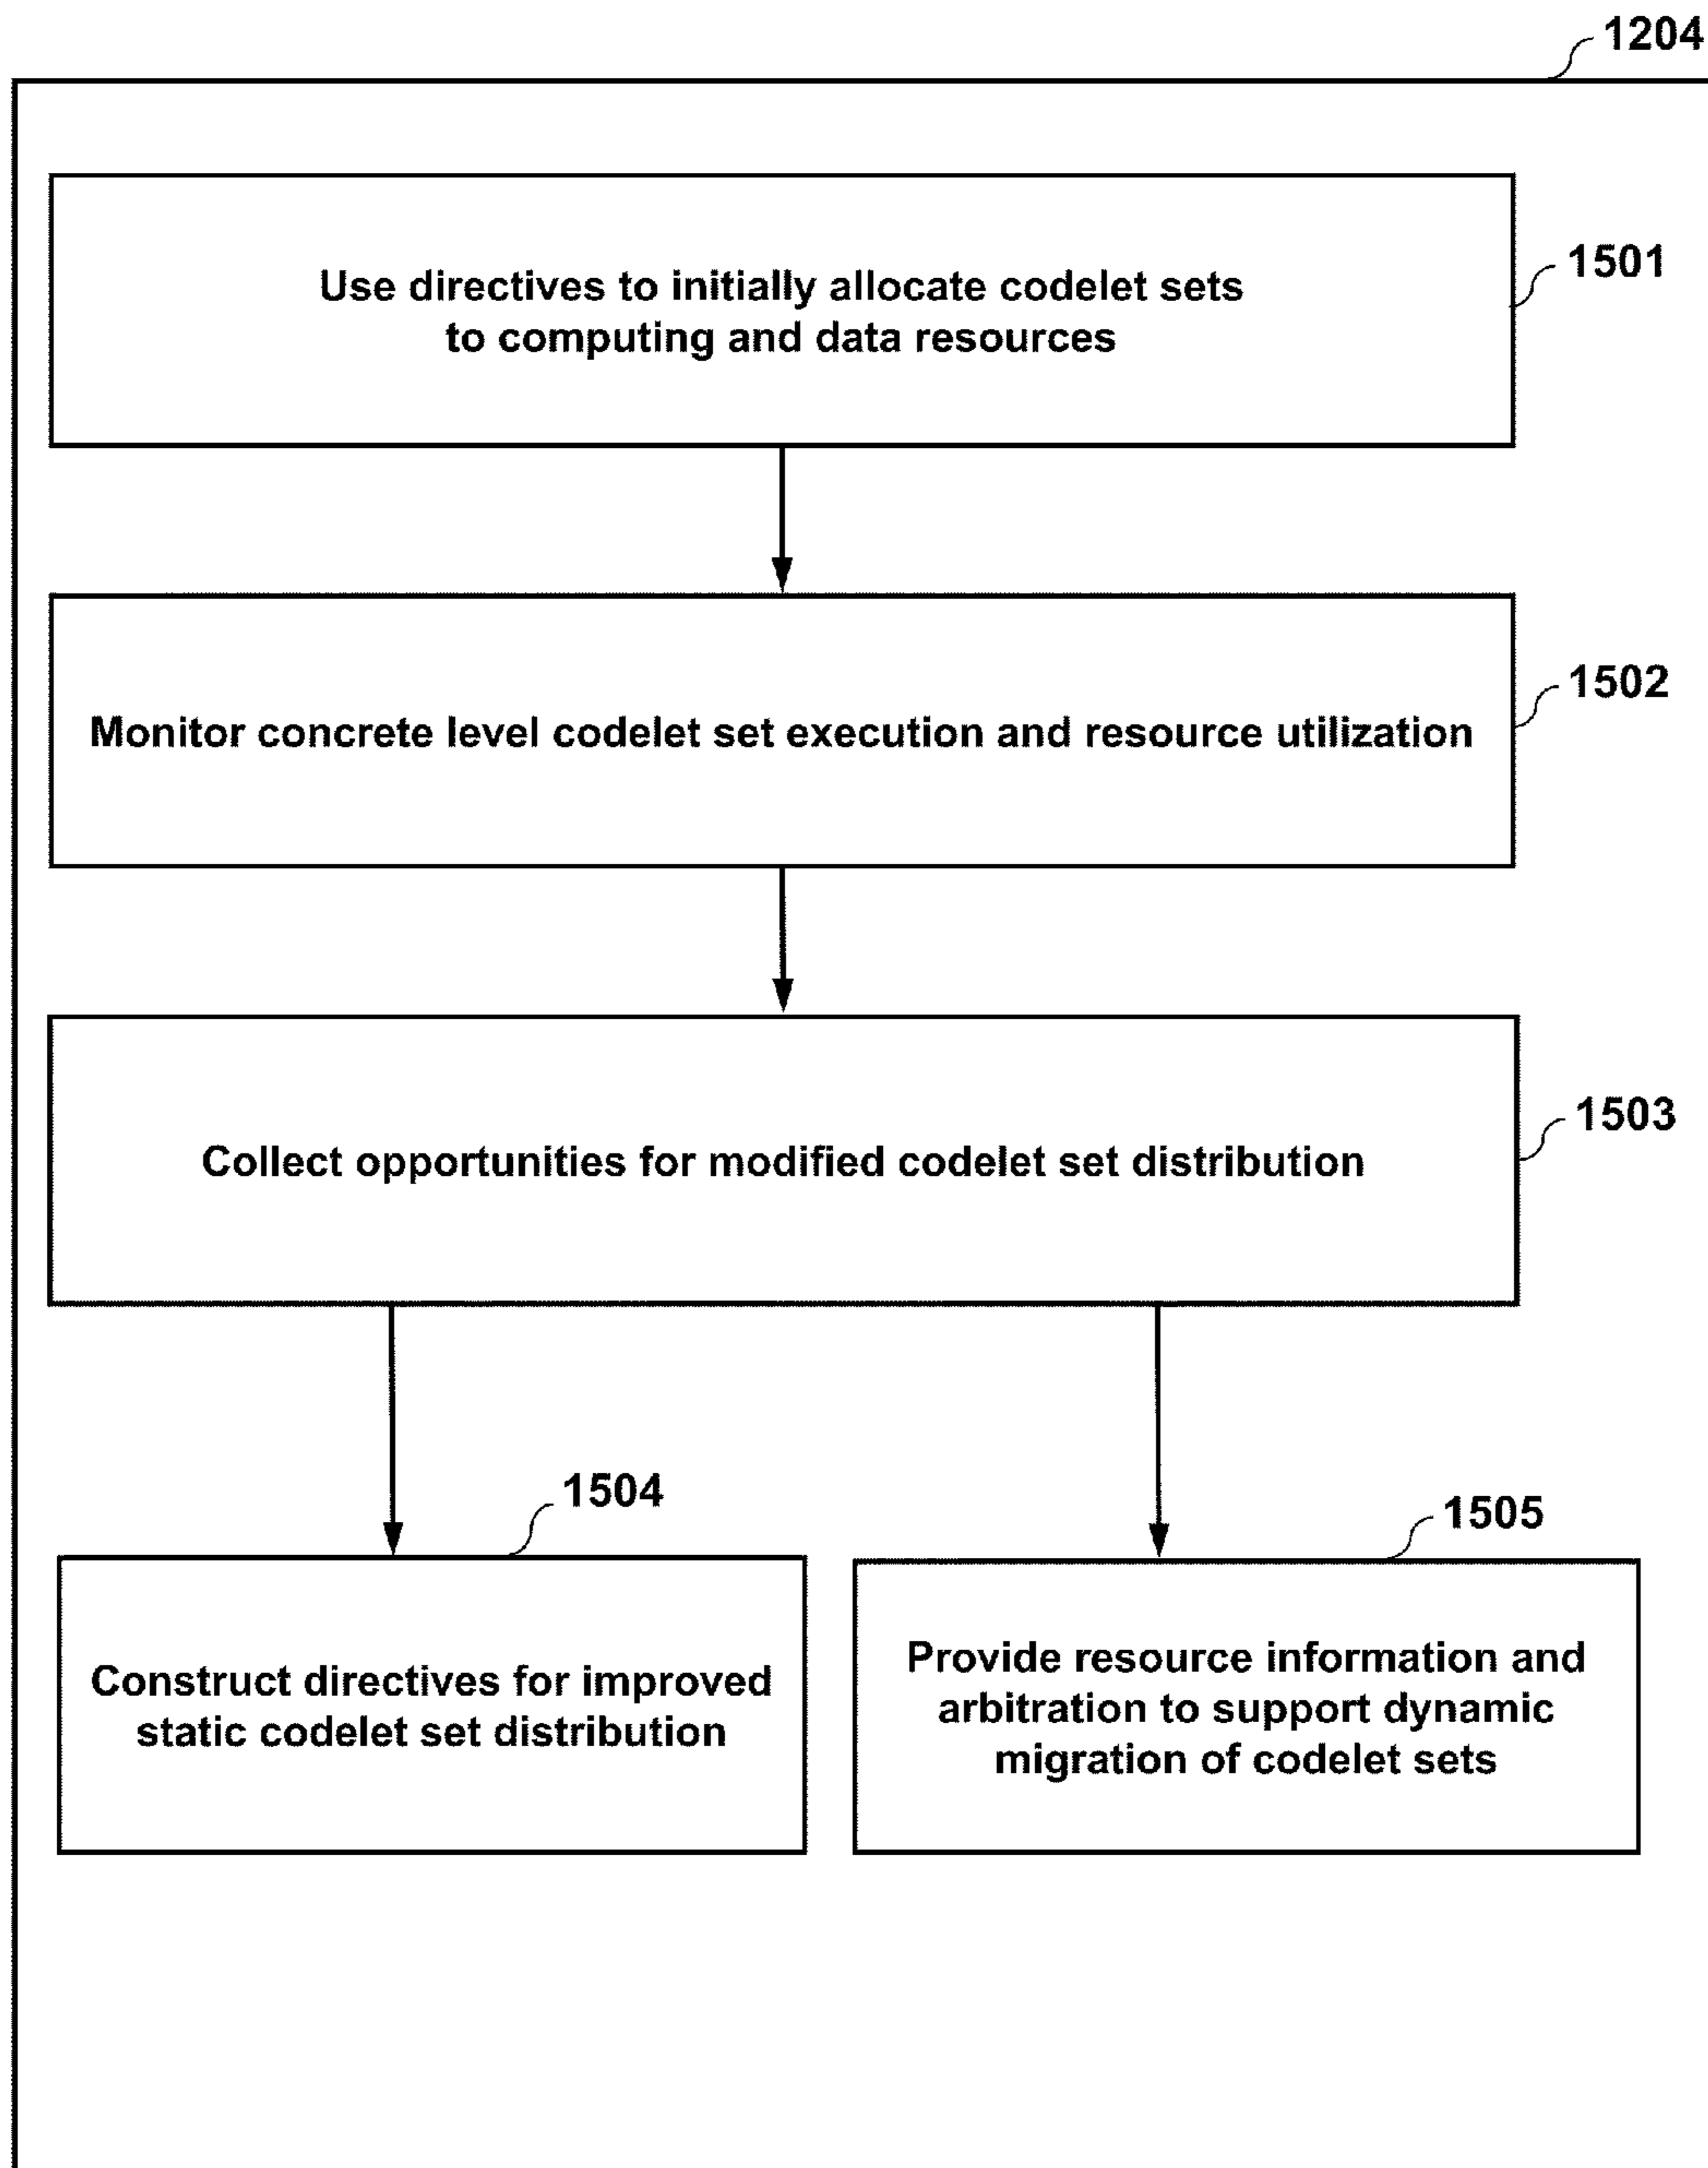 1204
Use directives to initially allocate codelet sets
to computing and data resources
1501
Monitor concrete level codelet set execution and resource utilization
1502
Collect opportunities for modified codelet set distribution
1503
1504
Construct directives for improved
static codelet set distribution
1505
Provide resource information and
arbitration to support dynamic
migration of codelet sets